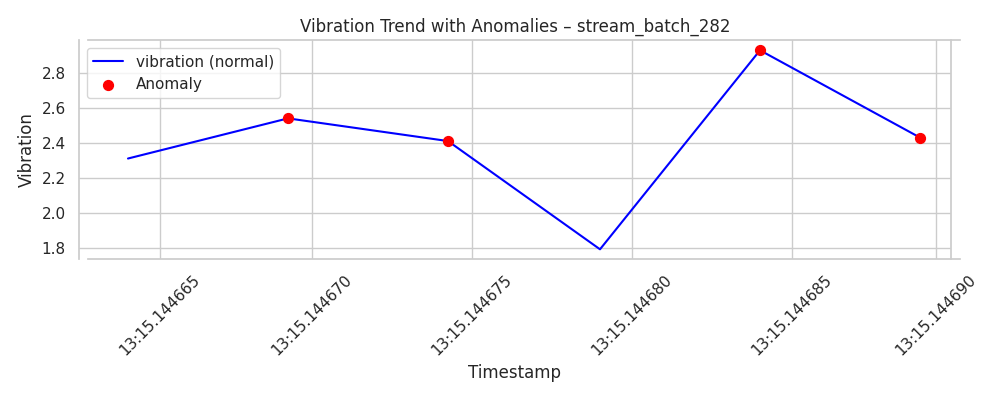 Vibration Trend with Anomalies – stream_batch_282
vibration (normal)
Anomaly
Vibration
2.8
2.6
2.4
2.2
2.0
1.8
13:15.144665
13:15.144670
13:15.144675
13:15.144680
13:15.144685
13:15.144690
Timestamp